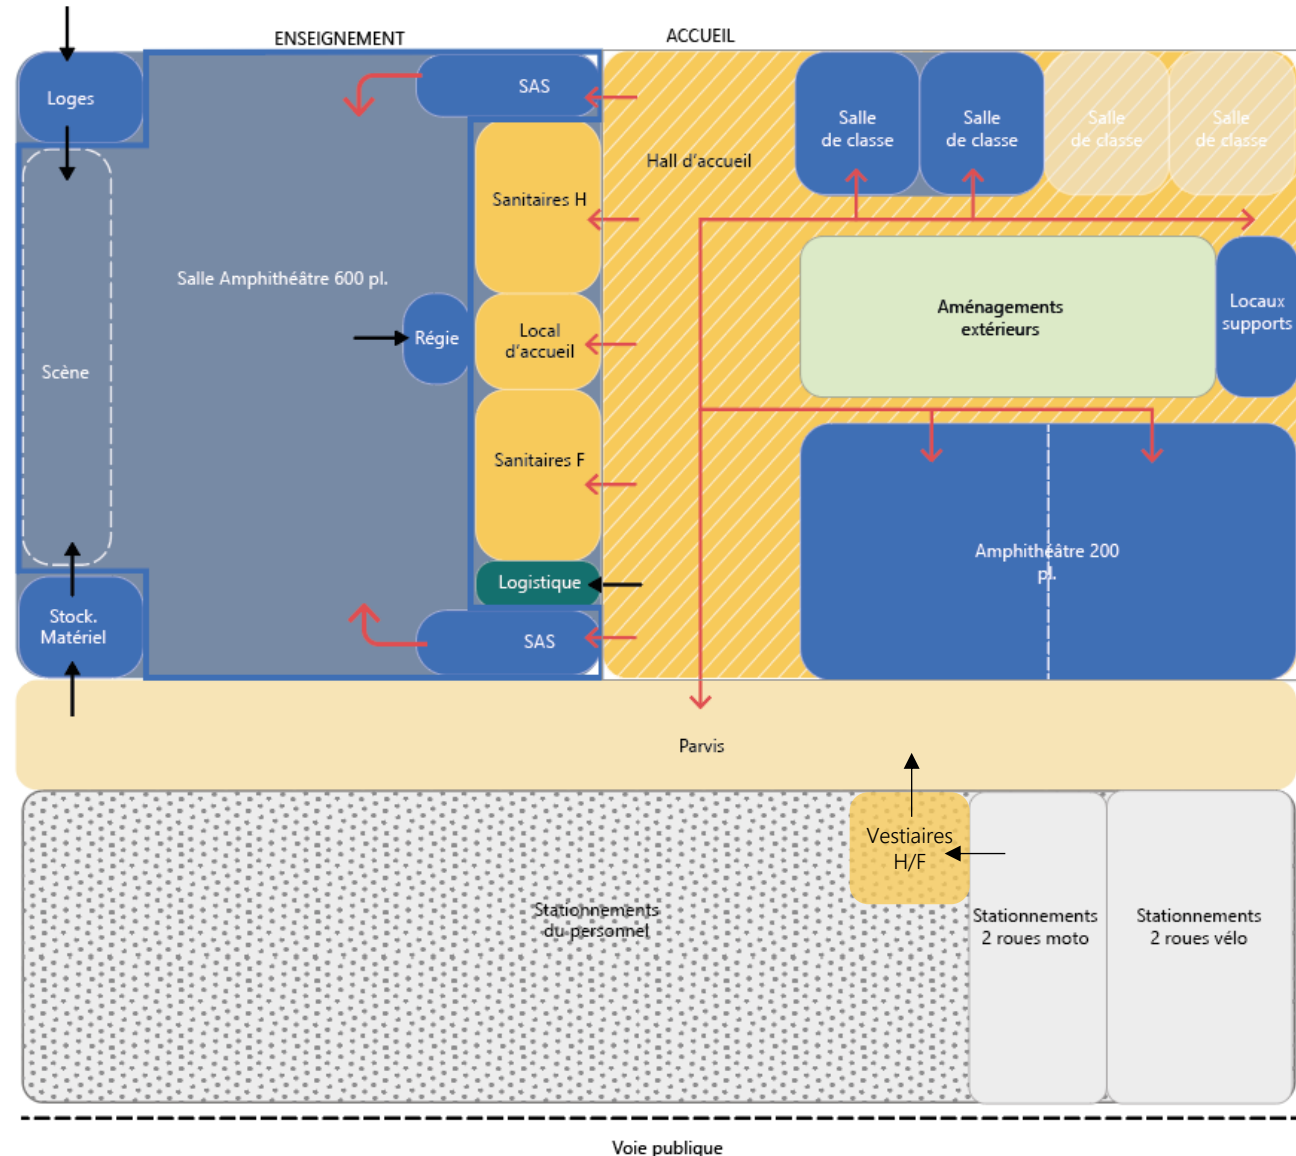 ENSEIGNEMENT
ACCUEIL
Loges
SAS
Salle
de classe
Salle
de classe
Salle
de classe
Salle
de classe
Hall d'accueil
Sanitaires H
Salle Amphithéâtre 600 pl.
Régie
Local
d'accueil
Aménagements
extérieurs
Locaux
supports
Scène
Sanitaires F
Amphithéâtre 200
pl.
Logistique
Stock.
Matériel
SAS
Parvis
Vestiaires
H/F
Stationnements
du personnel
Stationnements
2 roues moto
Stationnements
2 roues vélo
Voie publique